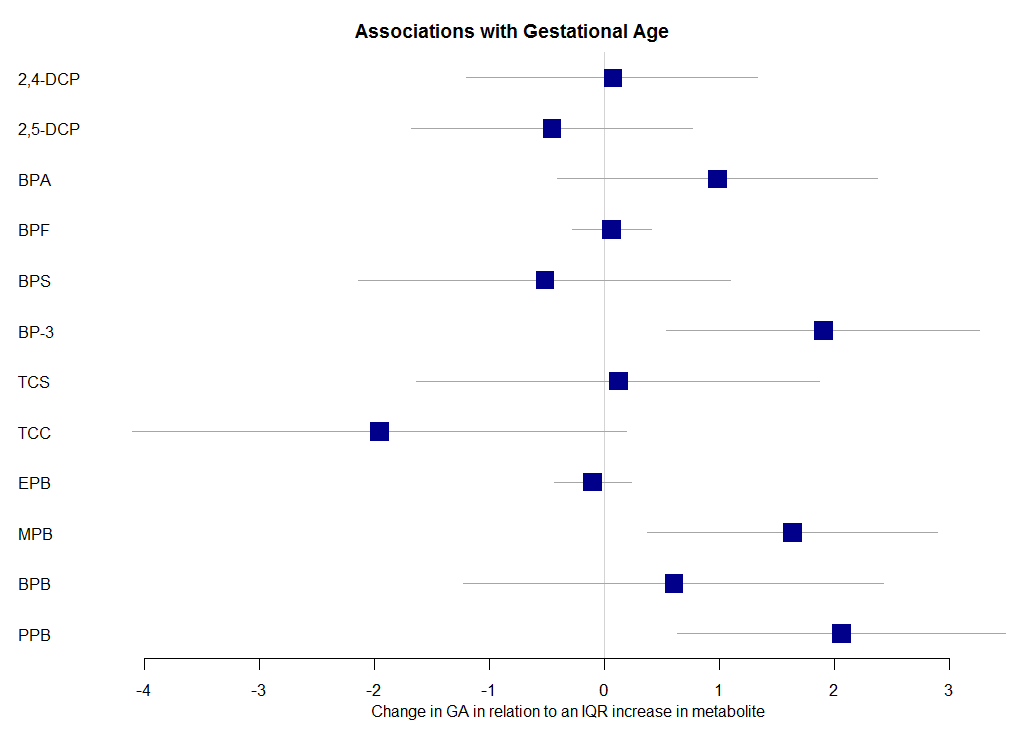 Associations with Gestational Age
2,4-DCP
2,5-DCP
BPA
BPF
BPS
BP-3
TCS
TCC
EPB
MPB
BPB
PPB
-4 -3 -2 -1 0 1 2 3
Change in GA in relation to an IQR increase in metabolite